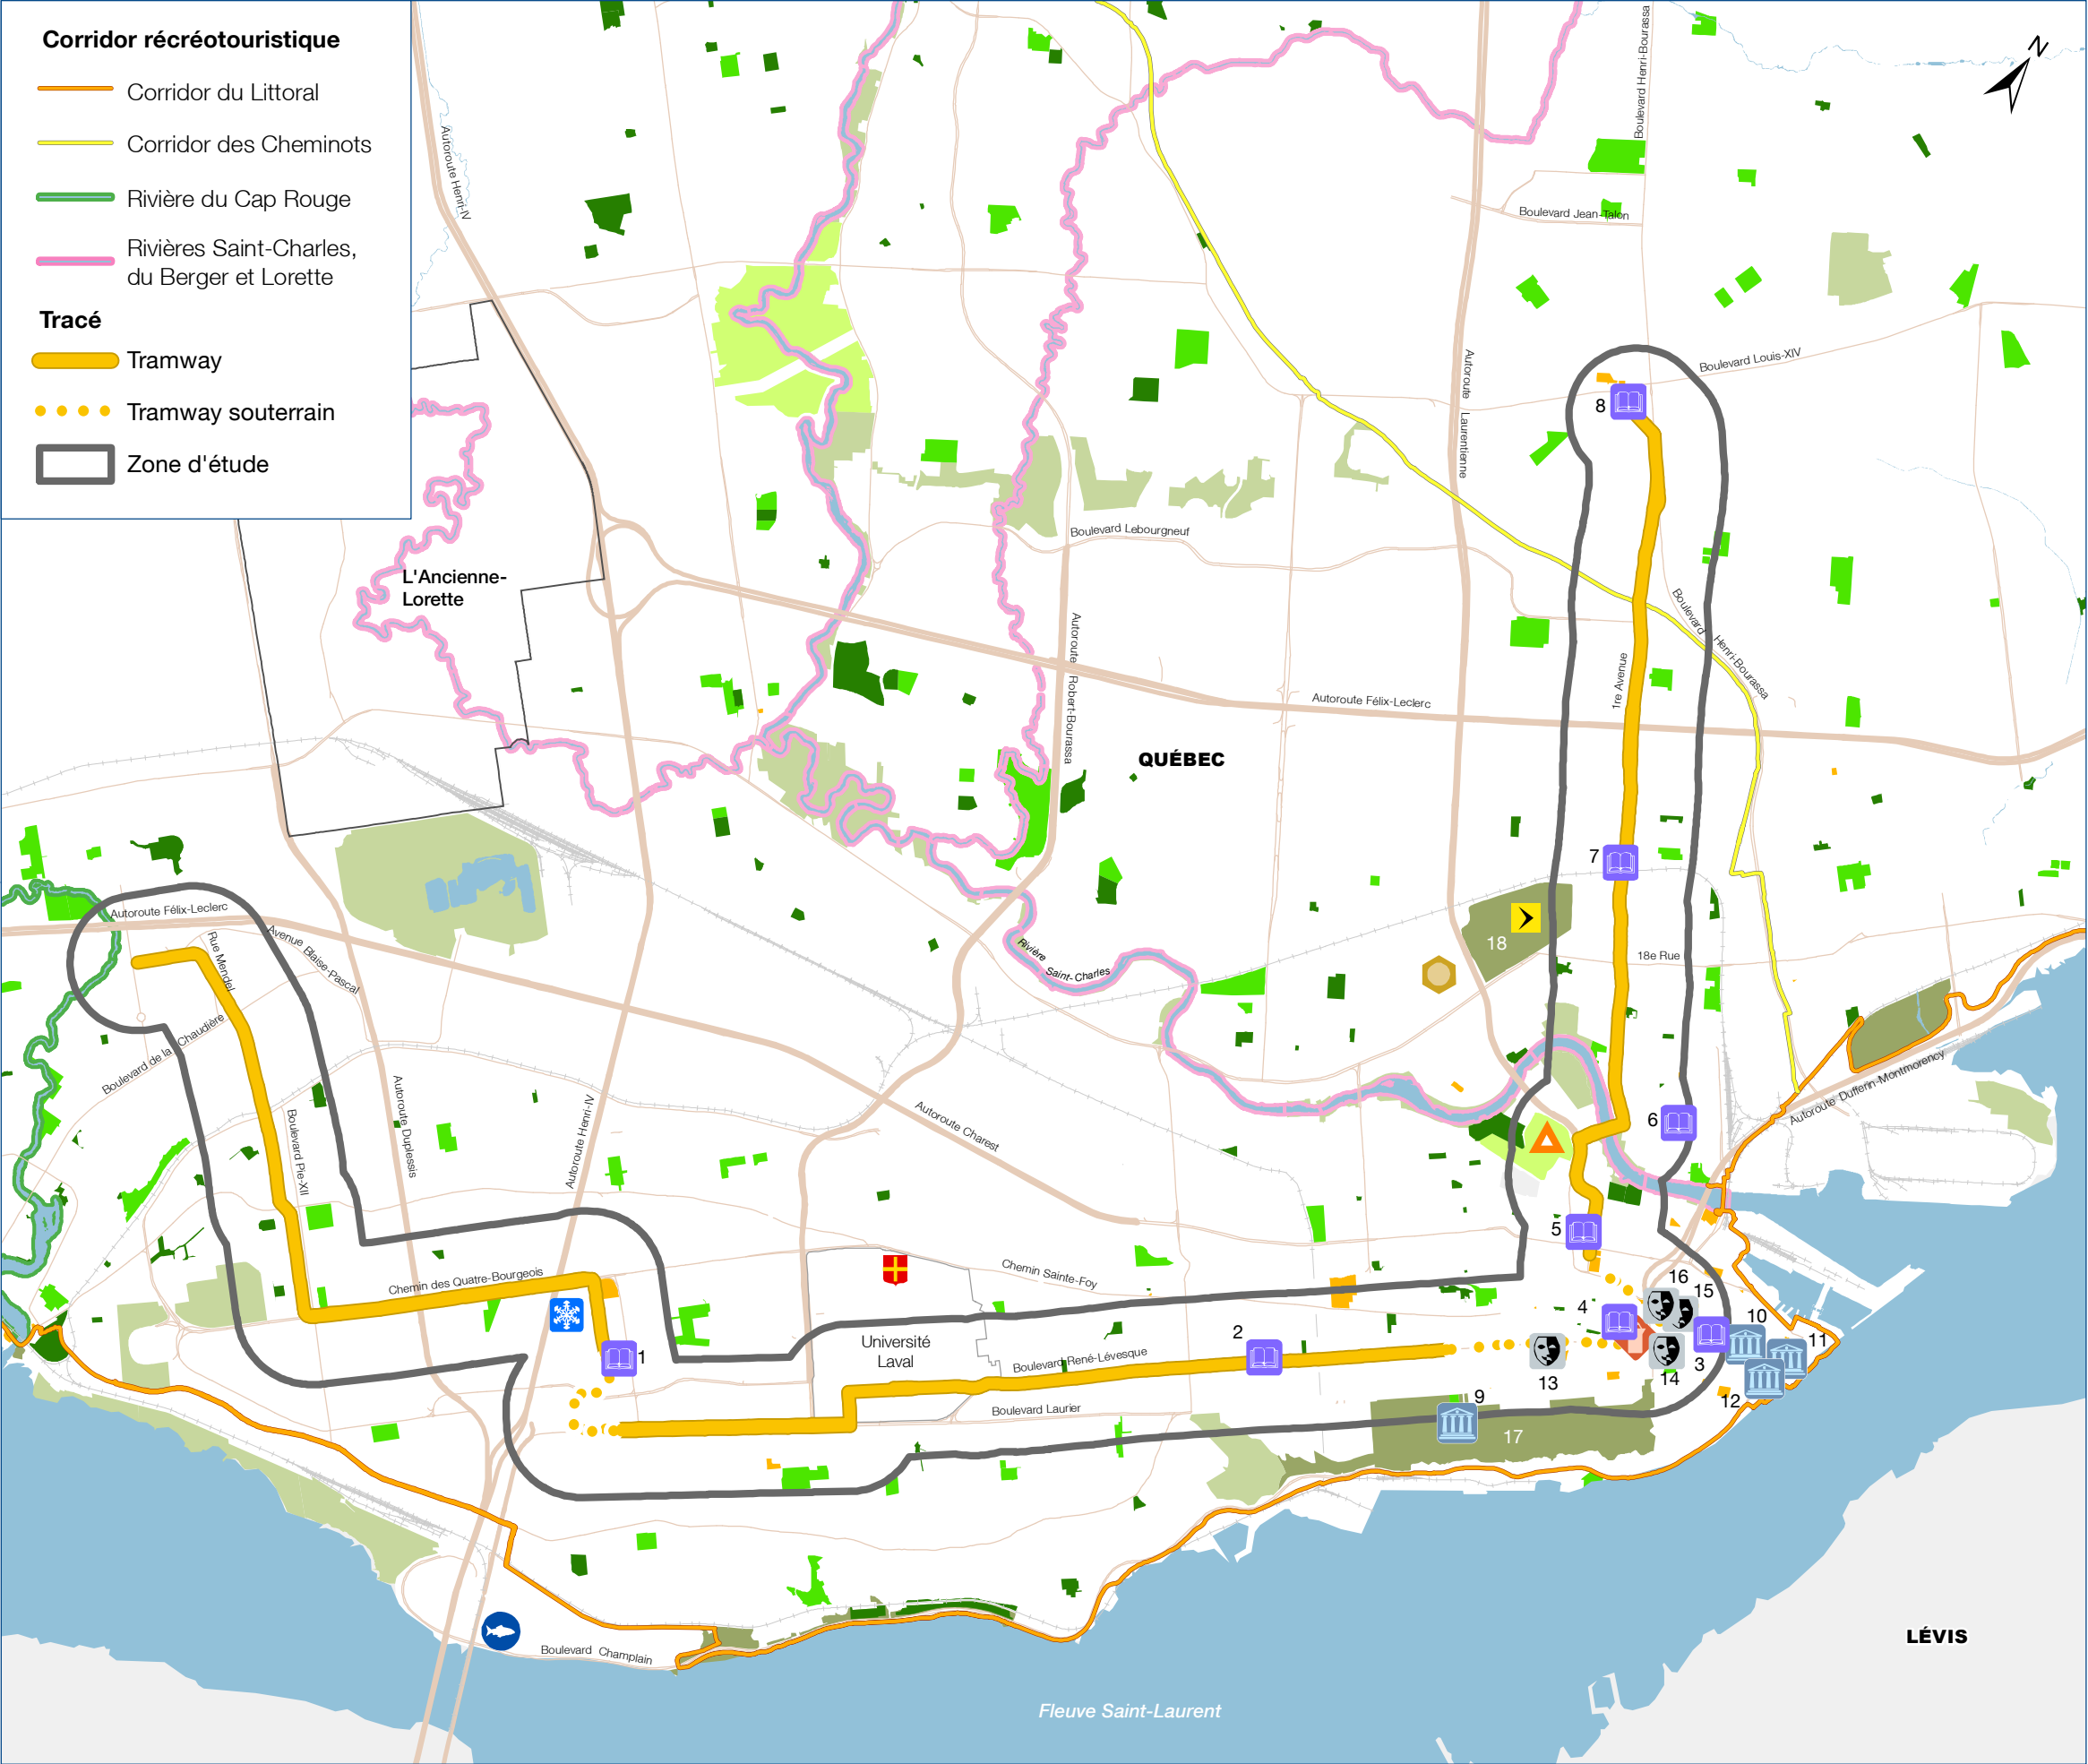 Corridor récréotouristique
Corridor du Littoral
Corridor des Cheminots
Rivière du Cap Rouge
Rivières Saint-Charles,
du Berger et Lorette
Tracé
Tramway
Tramway souterrain
Zone d'étude
N
Autoroute Henri-IV
Boulevard Henri-Bourassa
Boulevard Jean-Talon
Boulevard Louis-XIV
Autoroute Laurentienne
8
Boulevard Lebourgneuf
L'Ancienne-
Lorette
Boulevard Henri-Bourassa
Autoroute Robert-Bourassa
1re Avenue
Autoroute Félix-Leclerc
QUÉBEC
7
Autoroute Félix-Leclerc
Rue Mendel
Avenue Blaise-Pascal
Rivière Saint-Charles
18
18e Rue
Boulevard de la Chaudière
Autoroute Dufferin-Montmorency
Boulevard Pie-XII
Autoroute Duplessis
Autoroute Henri-IV
Autoroute Charest
6
5
Chemin des Quatre-Bourgeois
Chemin Sainte-Foy
16
15
4
10
Université
Laval
2
1
Boulevard René-Lévesque
11
3
13
14
12
9
Boulevard Laurier
17
Boulevard Champlain
LÉVIS
Fleuve Saint-Laurent